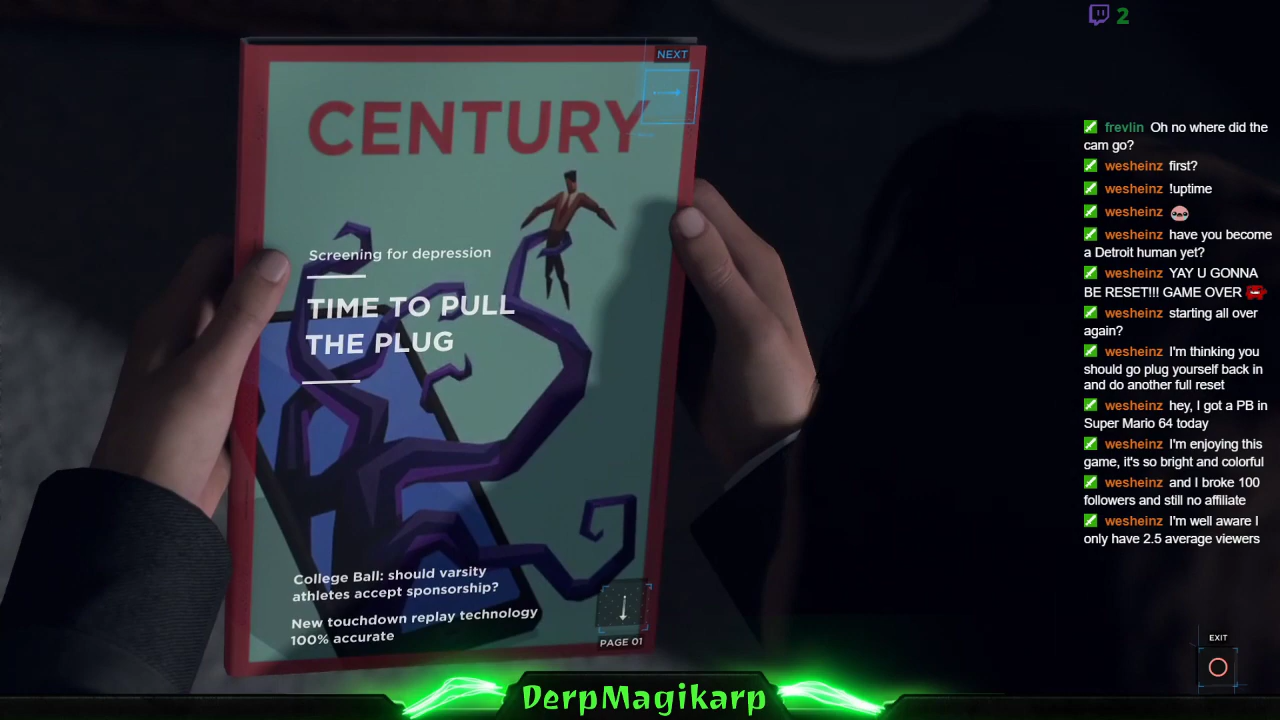 NEXT
CENTURY
Screening for depression
TIME TO PULL
THE PLUG
College Ball: should varsity
athletes accept sponsorship?
New touchdown replay technology
100% accurate
PAGE 01
2
frevlin Oh no where did the
cam go?
wesheinz first?
wesheinz !uptime
wesheinz
wesheinz have you become
a Detroit human yet?
wesheinz YAY U GONNA
BE RESET!!! GAME OVER
wesheinz starting all over
again?
wesheinz I'm thinking you
should go plug yourself back in
and do another full reset
wesheinz hey, I got a PB in
Super Mario 64 today
wesheinz I'm enjoying this
game, it's so bright and colorful
wesheinz and I broke 100
followers and still no affiliate
wesheinz I'm well aware I
only have 2.5 average viewers
EXIT
DerpMagikarp